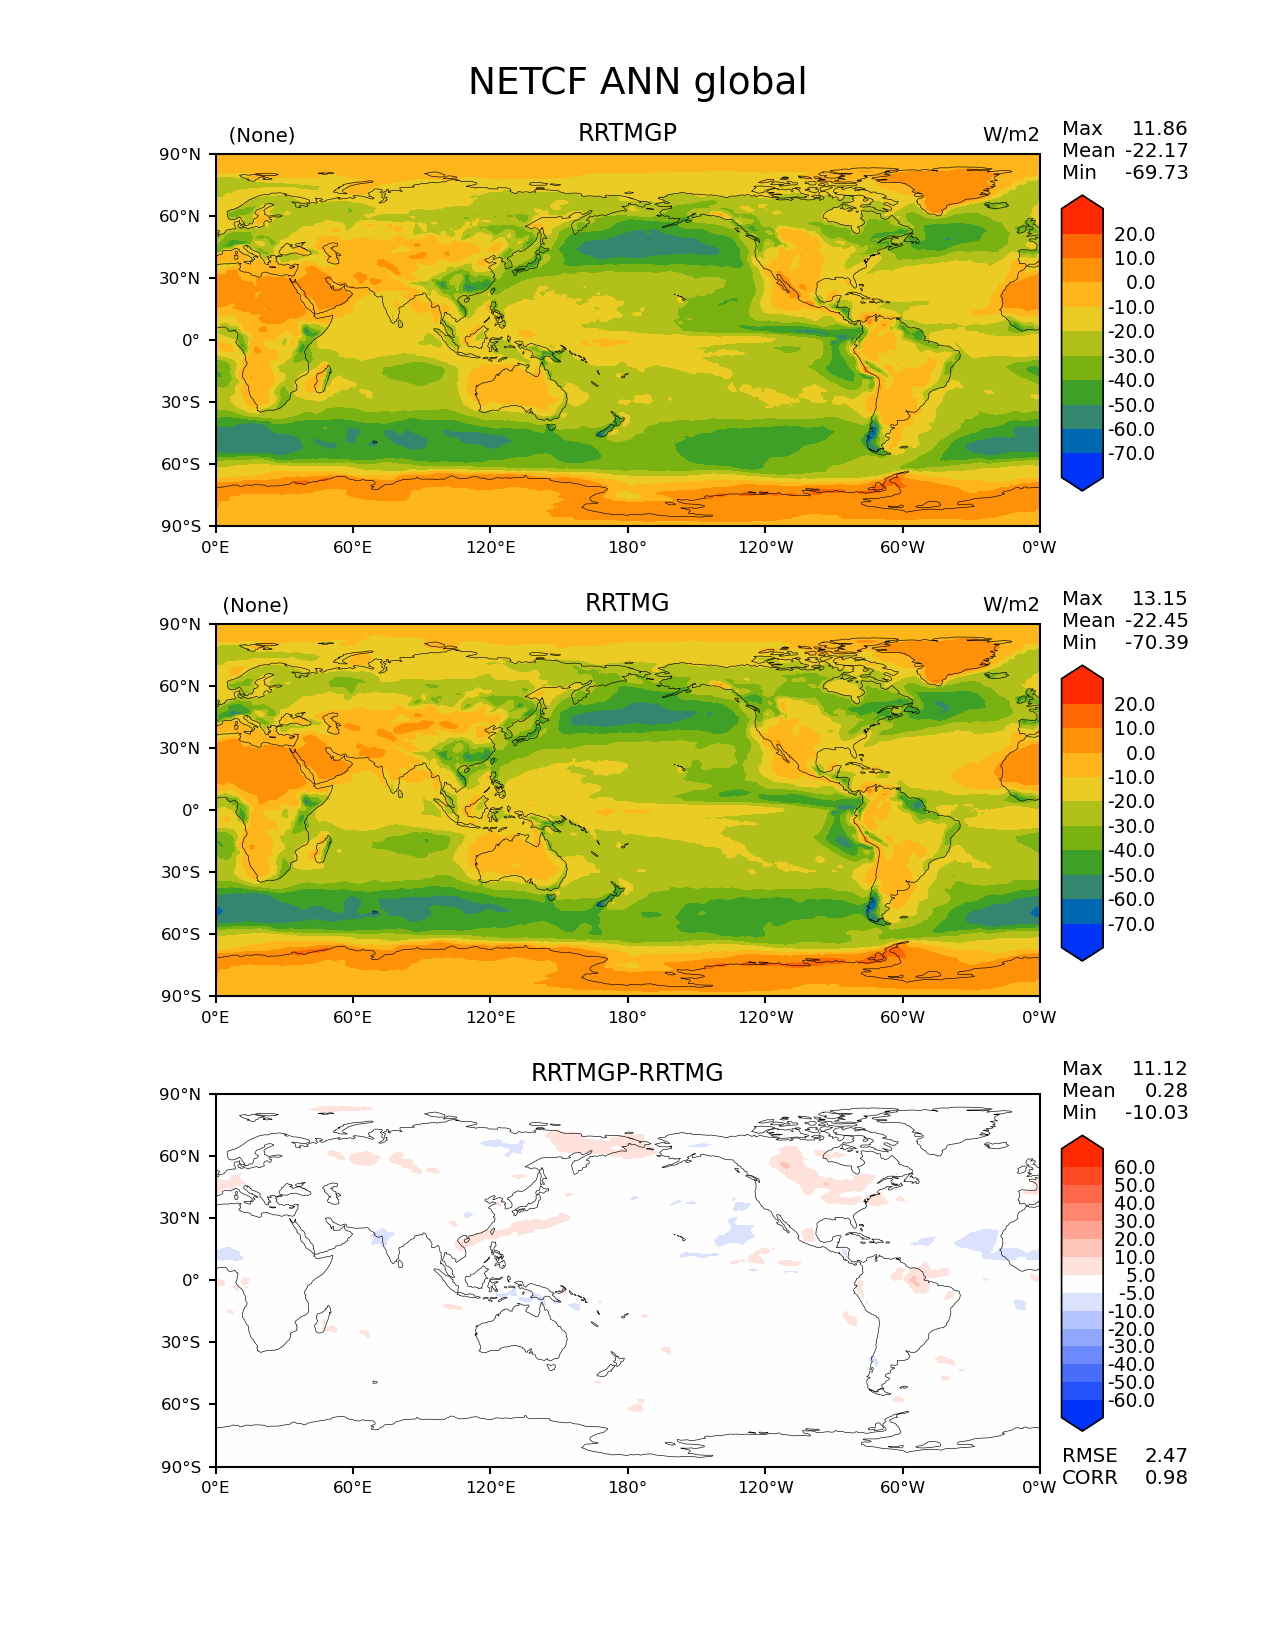 NETCF ANN global
(None) RRTMGP W/m2
Max 11.86
Mean -22.17
Min -69.73
90°N
60°N
30°N
0°
30°S
60°S
90°S
0°E 60°E 120°E 180° 120°W 60°W 0°W
20.0
10.0
0.0
-10.0
-20.0
-30.0
-40.0
-50.0
-60.0
-70.0
(None) RRTMG W/m2
Max 13.15
Mean -22.45
Min -70.39
90°N
60°N
30°N
0°
30°S
60°S
90°S
0°E 60°E 120°E 180° 120°W 60°W 0°W
20.0
10.0
0.0
-10.0
-20.0
-30.0
-40.0
-50.0
-60.0
-70.0
RRTMGP-RRTMG
Max 11.12
Mean 0.28
Min -10.03
90°N
60°N
30°N
0°
30°S
60°S
90°S
0°E 60°E 120°E 180° 120°W 60°W 0°W
60.0
50.0
40.0
30.0
20.0
10.0
5.0
-5.0
-10.0
-20.0
-30.0
-40.0
-50.0
-60.0
RMSE 2.47
CORR 0.98